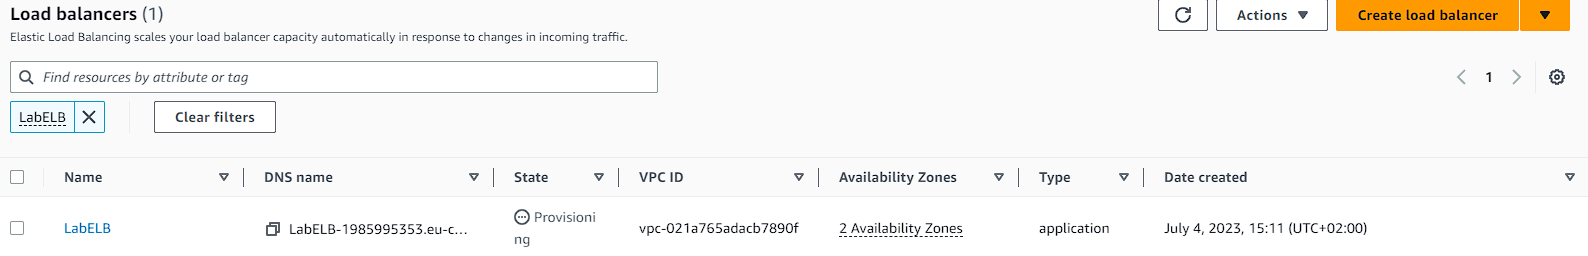 Load balancers (1)
Actions
Create load balancer
Elastic Load Balancing scales your load balancer capacity automatically in response to changes in incoming traffic.
Find resources by attribute or tag
1
LabELB
Clear filters
Name
DNS name
State
VPC ID
Availability Zones
Type
Date created
LabELB
LabELB-1985995353.eu-c...
Provisioni
ng
vpc-021a765adacb7890f
2 Availability Zones
application
July 4, 2023, 15:11 (UTC+02:00)